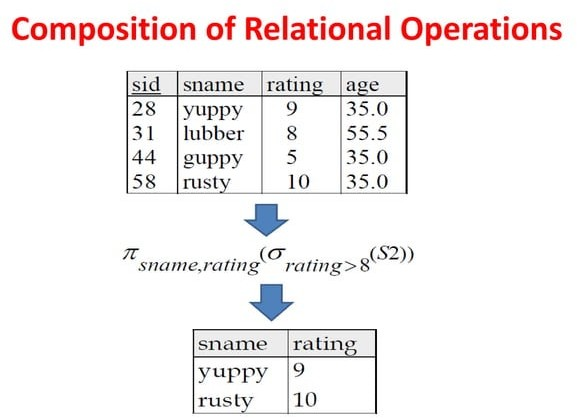 Composition of Relational Operations
sid sname rating age
28 yuppy 9 35.0
31 lubber 8 55.5
44 guppy 5 35.0
58 rusty 10 35.0
π sname,rating (σ rating>8 (S2))
sname rating
yuppy 9
rusty 10